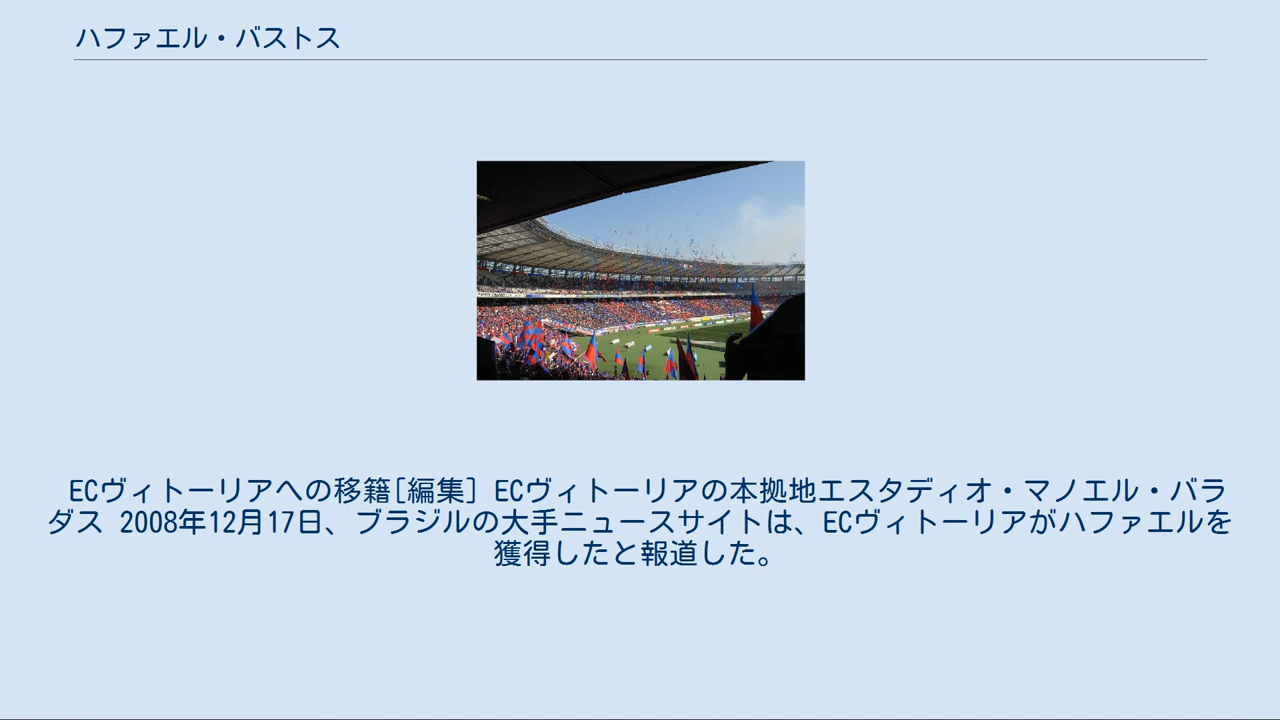 ハファエル・バストス
ECヴィトーリアへの移籍[編集] ECヴィトーリアの本拠地エスタディオ・マノエル・バラ
ダス 2008年12月17日、ブラジルの大手ニュースサイトは、ECヴィトーリアがハファエルを
獲得したと報道した。